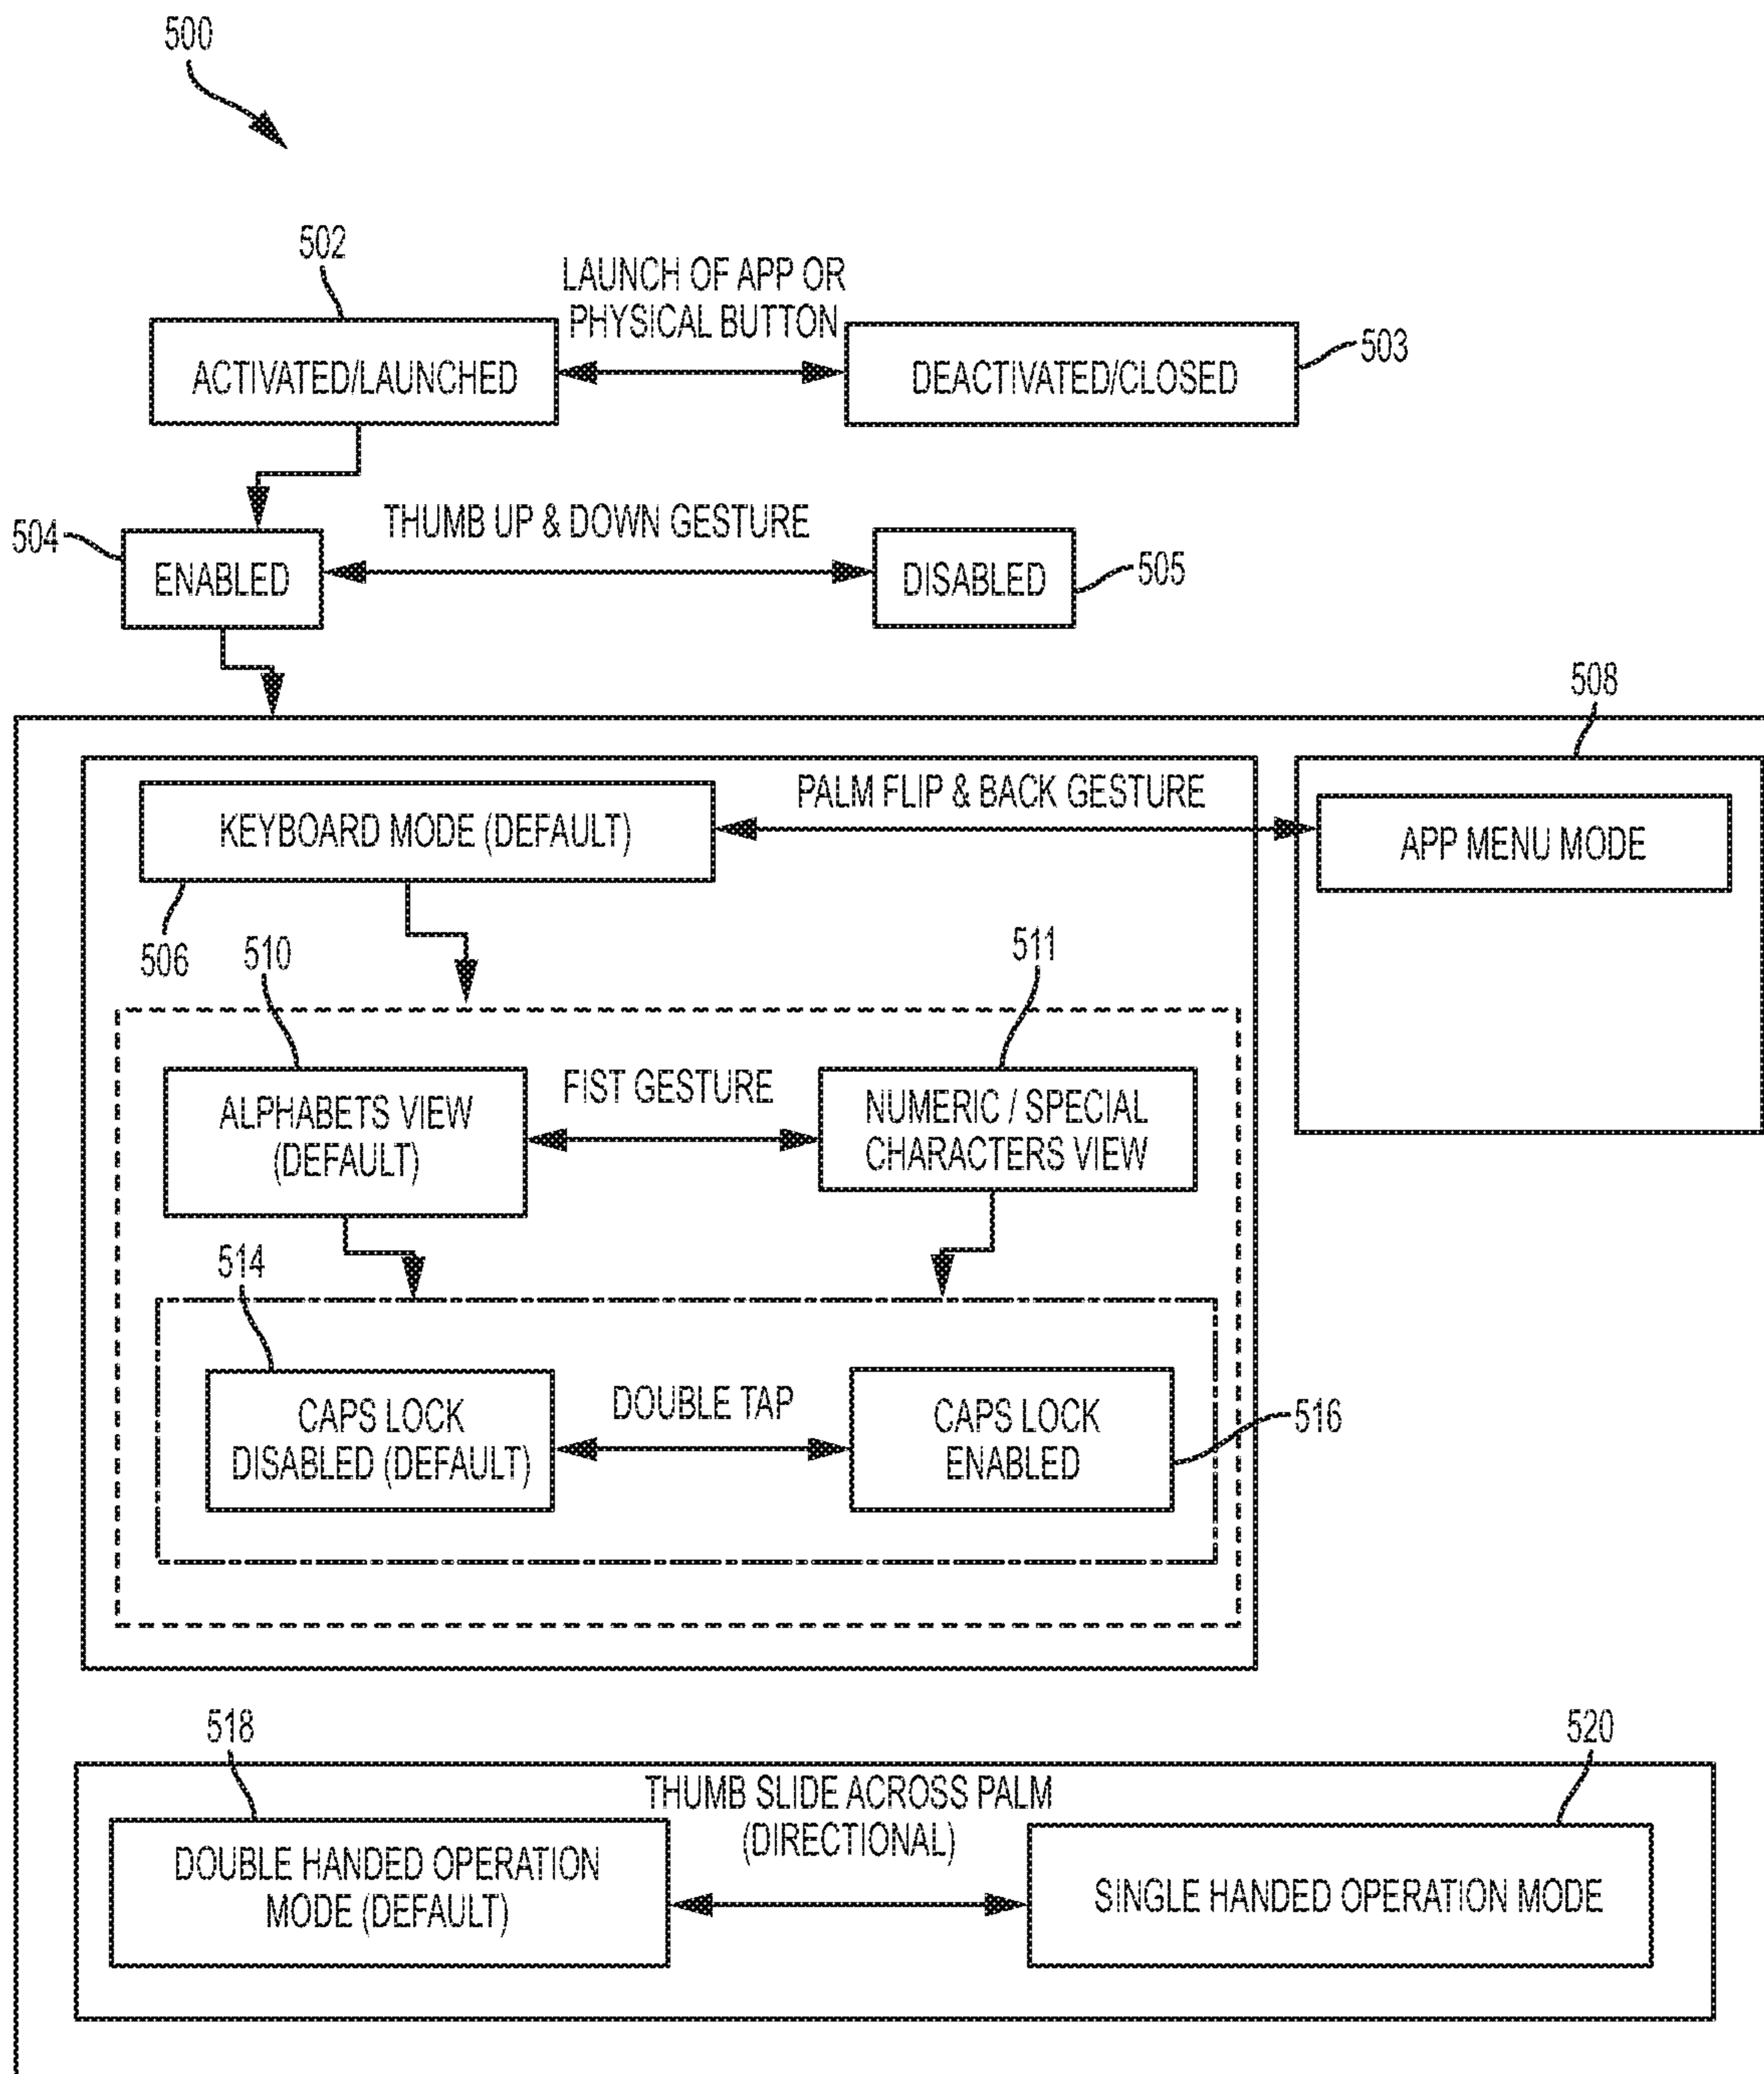 500
502
LAUNCH OF APP OR
PHYSICAL BUTTON
503
ACTIVATED/LAUNCHED
DEACTIVATED/CLOSED
504
THUMB UP & DOWN GESTURE
ENABLED
DISABLED
505
508
PALM FLIP & BACK GESTURE
KEYBOARD MODE (DEFAULT)
APP MENU MODE
506
510
511
FIST GESTURE
ALPHABETS VIEW
(DEFAULT)
NUMERIC / SPECIAL
CHARACTERS VIEW
514
DOUBLE TAP
CAPS LOCK
DISABLED (DEFAULT)
CAPS LOCK
ENABLED
516
518
520
THUMB SLIDE ACROSS PALM
(DIRECTIONAL)
DOUBLE HANDED OPERATION
MODE (DEFAULT)
SINGLE HANDED OPERATION MODE